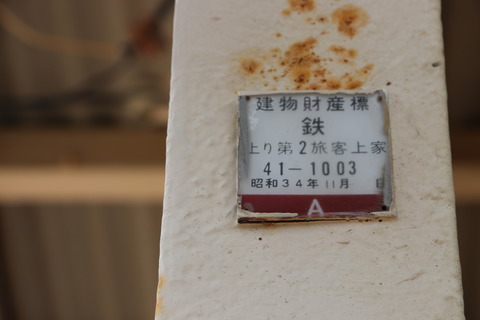 建物財産標
鉄
上り第2旅客上家
41-1003
昭和34年11月 日
A